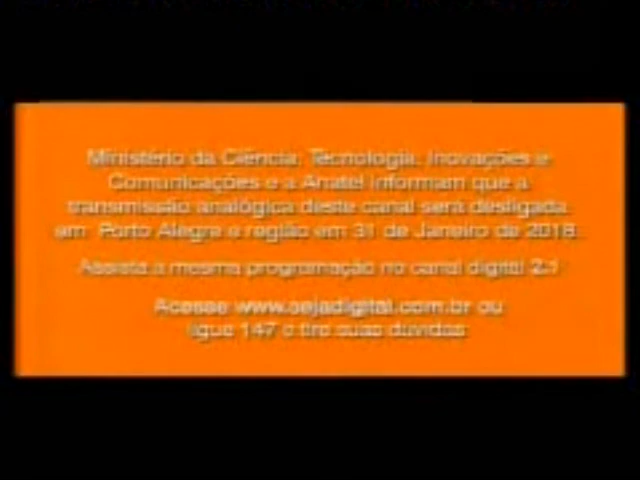 Ministério da Ciência, Tecnologia, Inovações e
Comunicações e a Anatel informam que a
transmissão analógica deste canal será desligada
em Porto Alegre e região em 31 de Janeiro de 2018.
Assista a mesma programação no canal digital 2.1
Acesse www.sejadigital.com.br ou
ligue 147 e tire suas dúvidas